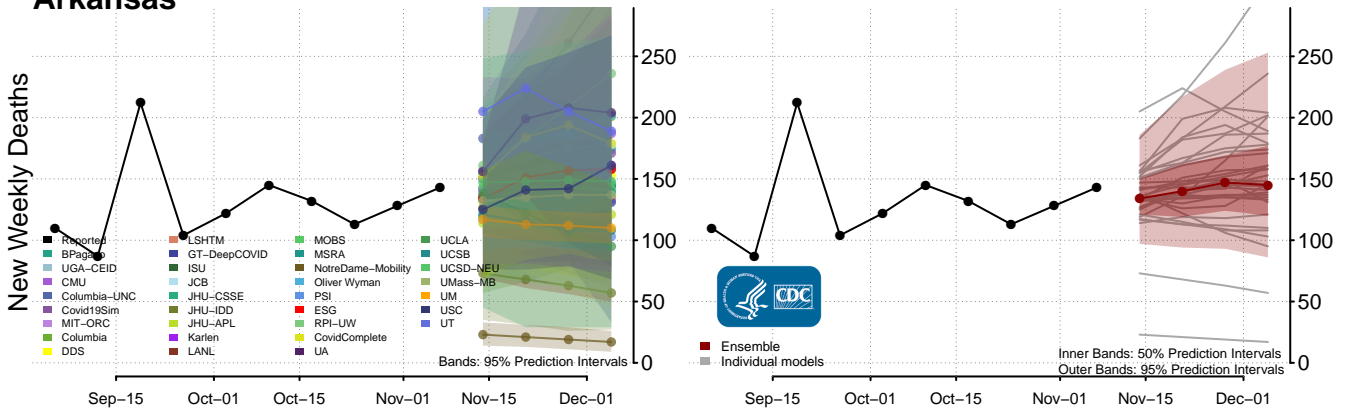 Arkansas
New Weekly Deaths
250
200
150
100
50
0
Reported
BPagano
UGA−CEID
CMU
Columbia−UNC
Covid19Sim
MIT−ORC
Columbia
DDS
LSHTM
GT−DeepCOVID
ISU
JCB
JHU−CSSE
JHU−IDD
JHU−APL
Karlen
LANL
MOBS
MSRA
NotreDame−Mobility
Oliver Wyman
PSI
ESG
RPI−UW
CovidComplete
UA
UCLA
UCSB
UCSD−NEU
UMass−MB
UM
USC
UT
Bands: 95% Prediction Intervals
Sep−15 Oct−01 Oct−15 Nov−01 Nov−15 Dec−01
250
200
150
100
50
0
CDC
Ensemble
Individual models
Inner Bands: 50% Prediction Intervals
Outer Bands: 95% Prediction Intervals
Sep−15 Oct−01 Oct−15 Nov−01 Nov−15 Dec−01